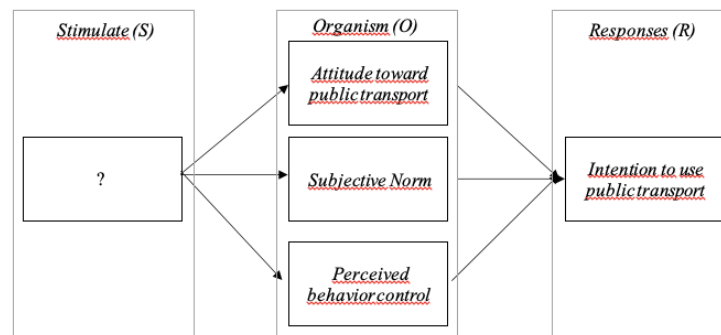 Stimulate (S)
Organism (O)
Responses (R)
Attitude toward
public transport
?
Subjective Norm
Intention to use
public transport
Perceived
behavior control